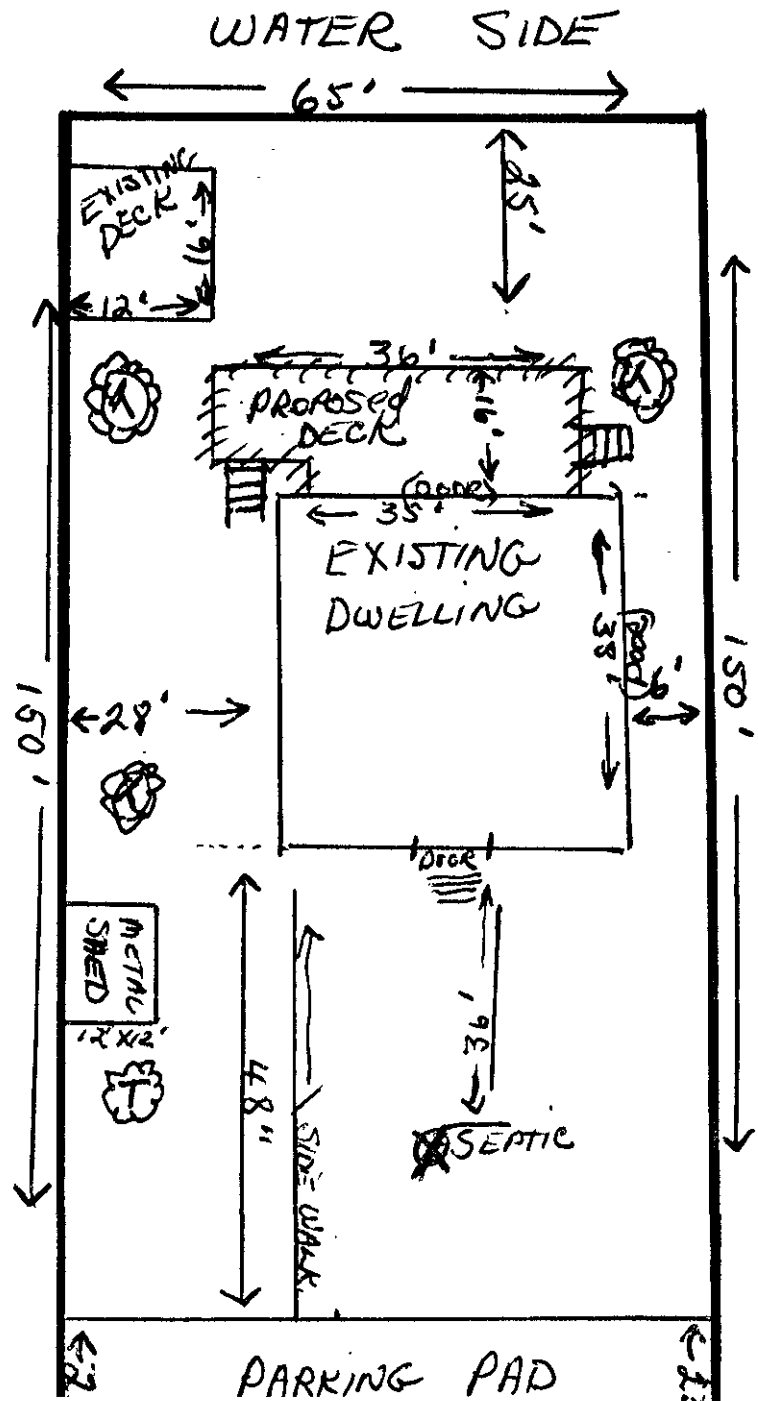 WATER SIDE
65'
25'
EXISTING
DECK
16'
12'
36'
PROPOSED
DECK
16'
(DOOR)
35'
EXISTING
DWELLING
38'
DOOR
6'
28'
150'
150'
T
DOOR
METAL
SHED
12'X12'
T
36'
48"
SEPTIC
SIDE WALK
PARKING PAD